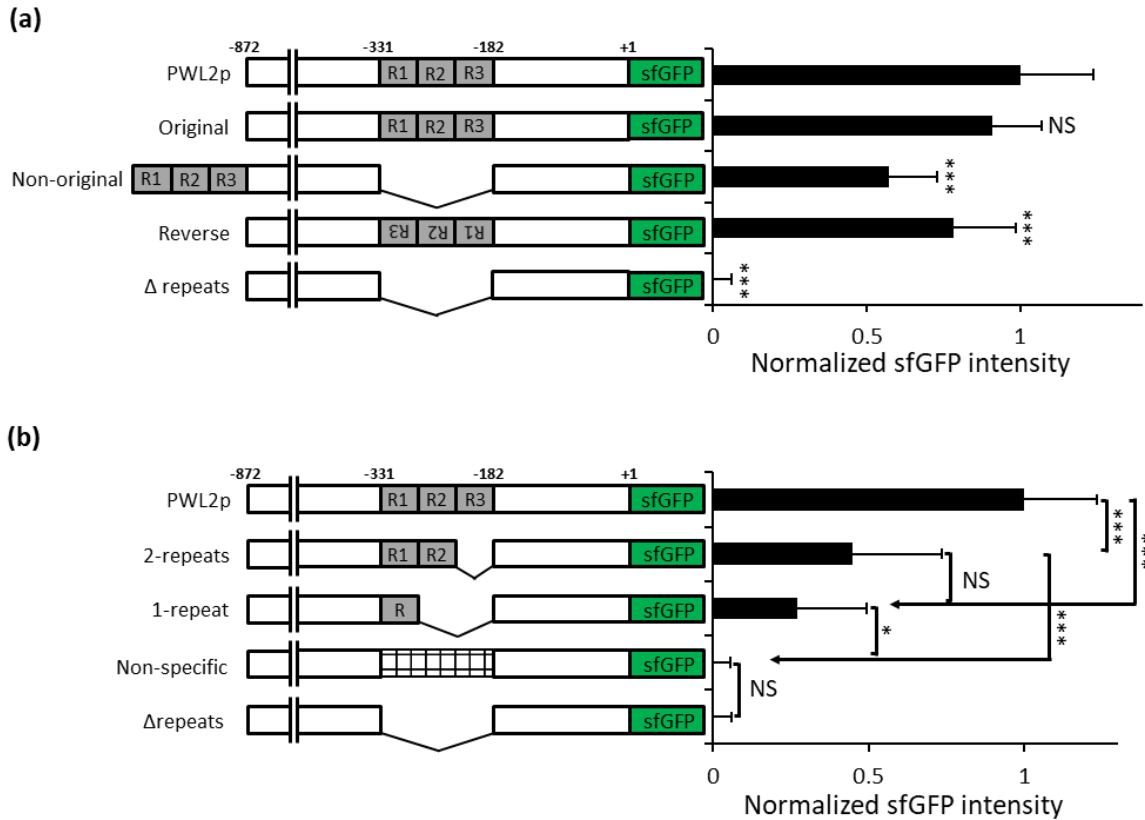 (a)
-872 -331 -182 +1
PWL2p R1 R2 R3 sfGFP
Original R1 R2 R3 sfGFP NS
Non-original R1 R2 R3 sfGFP ***
Reverse R3 R2 R1 sfGFP ***
Δ repeats sfGFP ***
0 0.5 1
Normalized sfGFP intensity
(b)
-872 -331 -182 +1
PWL2p R1 R2 R3 sfGFP *** ***
2-repeats R1 R2 sfGFP NS
1-repeat R sfGFP * ***
Non-specific sfGFP NS
Δrepeats sfGFP
0 0.5 1
Normalized sfGFP intensity